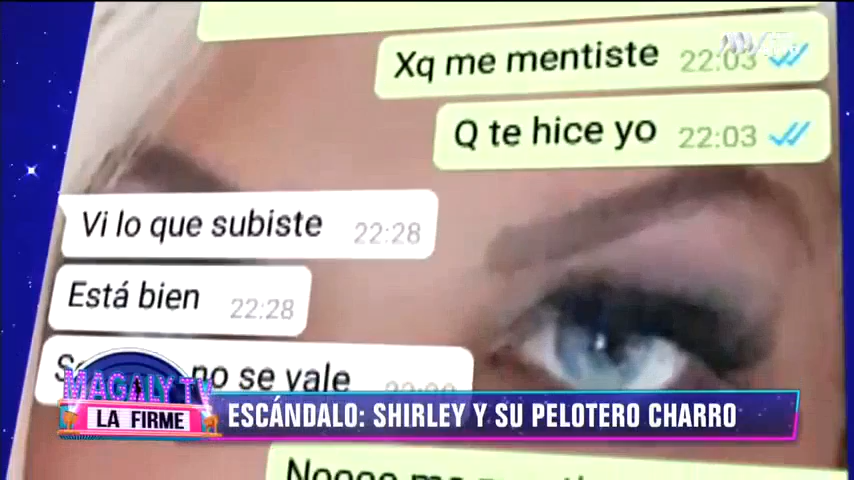 Xq me mentiste 22:03
Q te hice yo 22:03
Vi lo que subiste 22:28
Está bien 22:28
no se vale
MAGALY TV
LA FIRME
ESCÁNDALO: SHIRLEY Y SU PELOTERO CHARRO